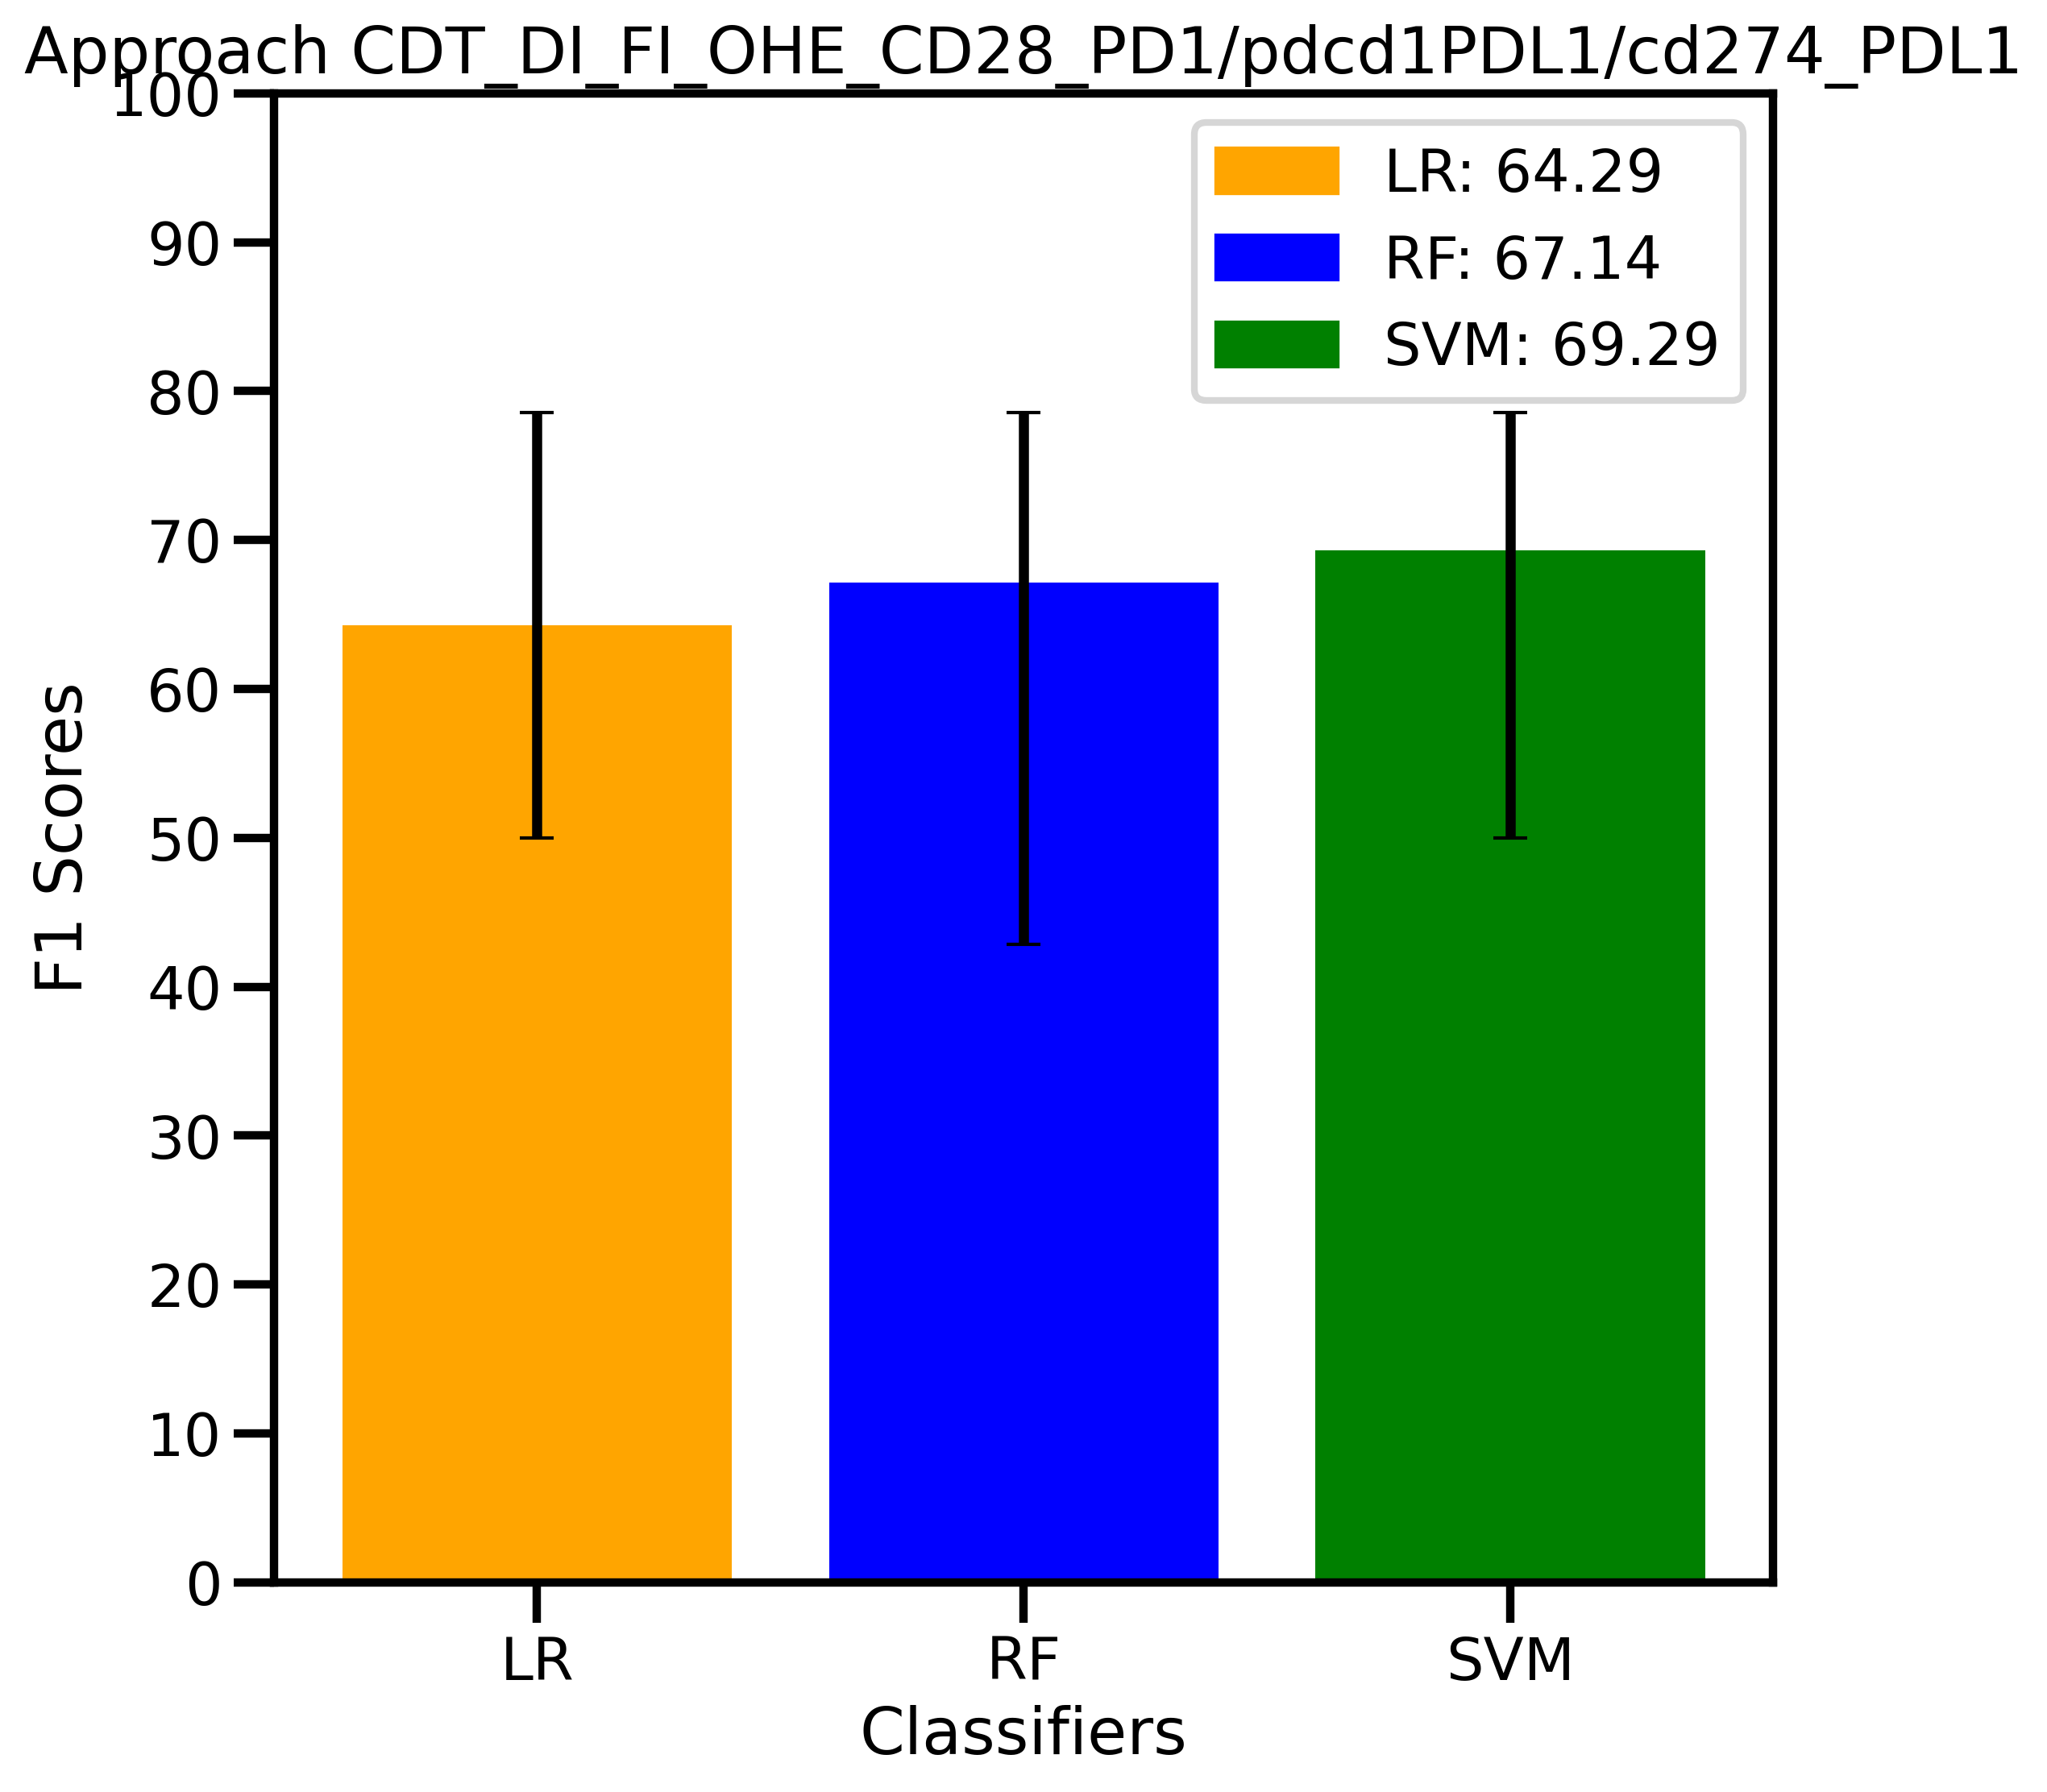 Approach CDT_DI_FI_OHE_CD28_PD1/pdcd1PDL1/cd274_PDL1
100
90
80
70
60
50
40
30
20
10
0
F1 Scores
LR: 64.29
RF: 67.14
SVM: 69.29
LR
RF
SVM
Classifiers